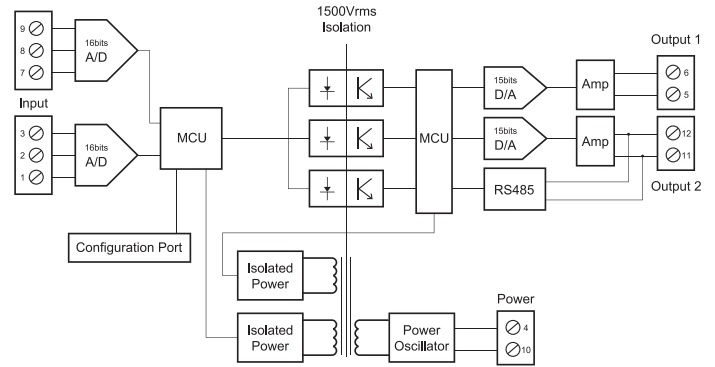 1500Vrms
Isolation
9
8
7
16bits
A/D
Input
3
2
1
16bits
A/D
MCU
Configuration Port
MCU
15bits
D/A
Amp
Output 1
6
5
15bits
D/A
Amp
12
11
Output 2
RS485
Isolated
Power
Isolated
Power
Power
Oscillator
Power
4
10